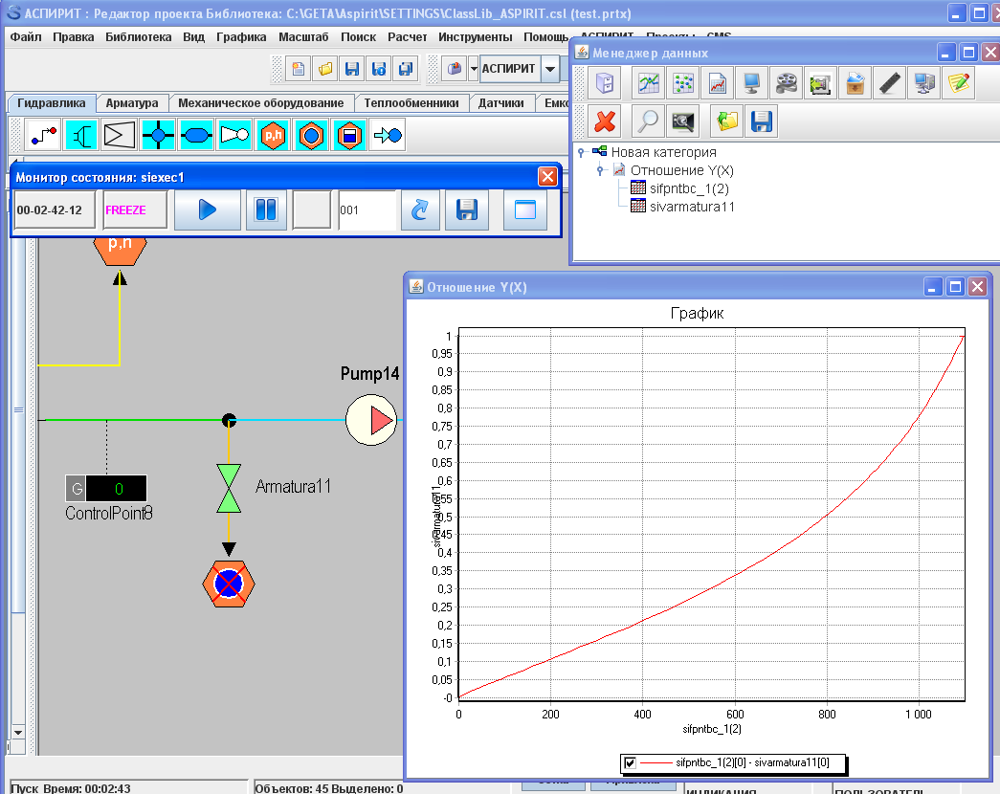 АСПИРИТ : Редактор проекта Библиотека: C:\GETA\Aspirit\SETTINGS\ClassLib_ASPIRIT.csl (test.prtx)
Файл Правка Библиотека Вид Графика Масштаб Поиск Расчет Инструменты Помощь АСПИРИТ Проекты CMS
АСПИРИТ
Гидравлика Арматура Механическое оборудование Теплообменники Датчики Емко
p,h
Менеджер данных
Новая категория
Отношение Y(X)
sifpntbc_1(2)
sivarmatura11
Монитор состояния: siexec1
00-02-42-12 FREEZE 001
p,h
Pump14
Armatura11
G 0
ControlPoint8
Отношение Y(X)
График
1
0,95
0,9
0,85
0,8
0,75
0,7
0,65
0,6
0,55
0,5
0,45
0,4
0,35
0,3
0,25
0,2
0,15
0,1
0,05
-0
sivarmatura11
0 200 400 600 800 1 000
sifpntbc_1(2)
sifpntbc_1(2)[0] - sivarmatura11[0]
Пуск Время: 00:02:43 Объектов: 45 Выделено: 0 ИНДИКАЦИЯ ПОЛЬЗОВАТЕЛЬ